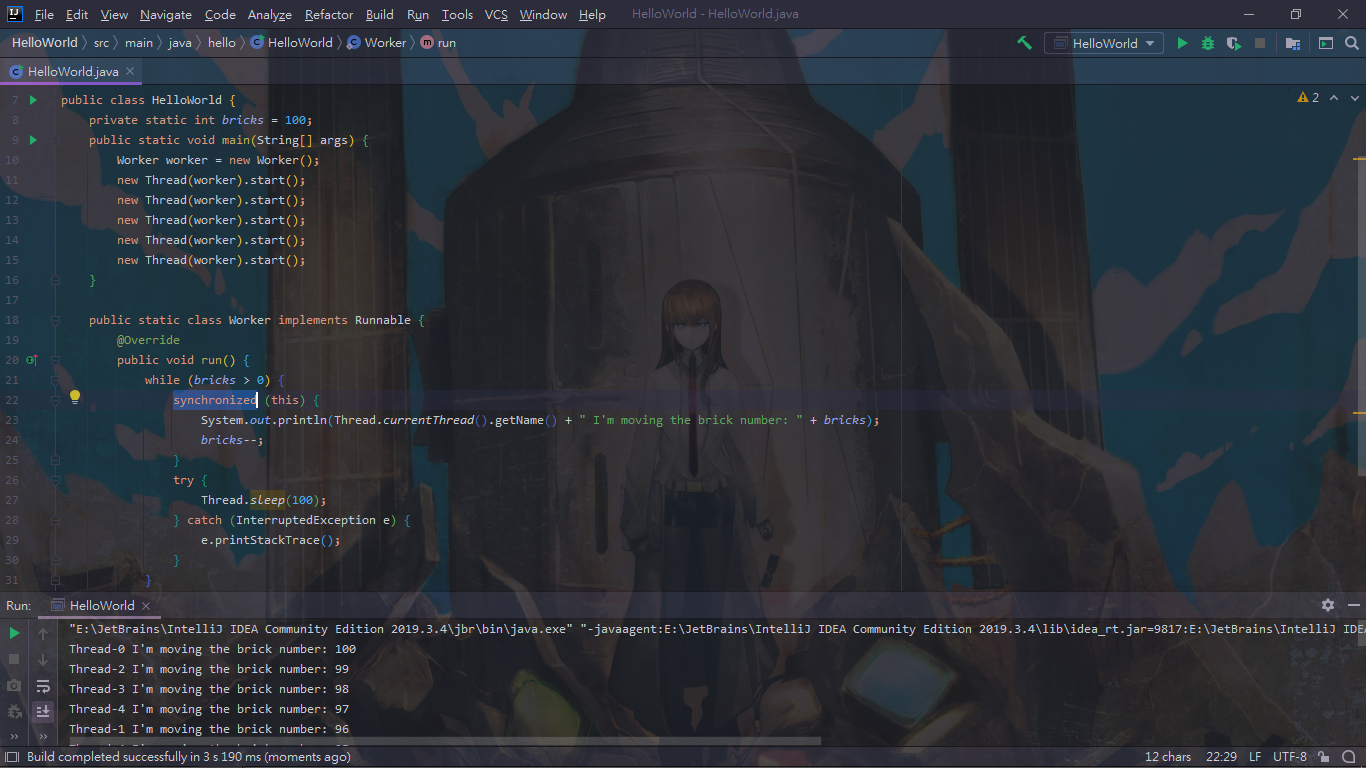 File Edit View Navigate Code Analyze Refactor Build Run Tools VCS Window Help HelloWorld - HelloWorld.java
HelloWorld src main java hello HelloWorld Worker run HelloWorld
HelloWorld.java
2
7 public class HelloWorld {
8 private static int bricks = 100;
9 public static void main(String[] args) {
10 Worker worker = new Worker();
11 new Thread(worker).start();
12 new Thread(worker).start();
13 new Thread(worker).start();
14 new Thread(worker).start();
15 new Thread(worker).start();
16 }
17
18 public static class Worker implements Runnable {
19 @Override
20 public void run() {
21 while (bricks > 0) {
22 synchronized (this) {
23 System.out.println(Thread.currentThread().getName() + " I'm moving the brick number: " + bricks);
24 bricks--;
25 }
26 try {
27 Thread.sleep(100);
28 } catch (InterruptedException e) {
29 e.printStackTrace();
30 }
31 }
Run: HelloWorld
"E:\JetBrains\IntelliJ IDEA Community Edition 2019.3.4\jbr\bin\java.exe" "-javaagent:E:\JetBrains\IntelliJ IDEA Community Edition 2019.3.4\lib\idea_rt.jar=9817:E:\JetBrains\IntelliJ IDEA
Thread-0 I'm moving the brick number: 100
Thread-2 I'm moving the brick number: 99
Thread-3 I'm moving the brick number: 98
Thread-4 I'm moving the brick number: 97
Thread-1 I'm moving the brick number: 96
Build completed successfully in 3 s 190 ms (moments ago) 12 chars 22:29 LF UTF-8